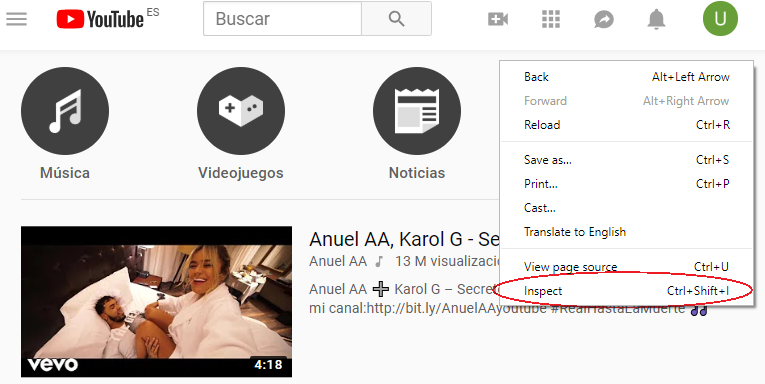 YouTube ES
Buscar
U
Música
Videojuegos
Noticias
Back Alt+Left Arrow
Forward Alt+Right Arrow
Reload Ctrl+R
Save as... Ctrl+S
Print... Ctrl+P
Cast...
Translate to English
View page source Ctrl+U
Inspect Ctrl+Shift+I
Anuel AA, Karol G - Se
Anuel AA 13 M visualizacio
Anuel AA ➕ Karol G – Secre
mi canal:http://bit.ly/AnuelAAyoutube #RealHastaLaMuerte
vevo
4:18